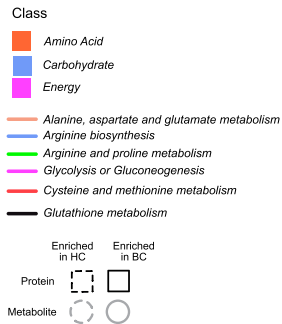 Class
Amino Acid
Carbohydrate
Energy
Alanine, aspartate and glutamate metabolism
Arginine biosynthesis
Arginine and proline metabolism
Glycolysis or Gluconeogenesis
Cysteine and methionine metabolism
Glutathione metabolism
Enriched in HC
Enriched in BC
Protein
Metabolite